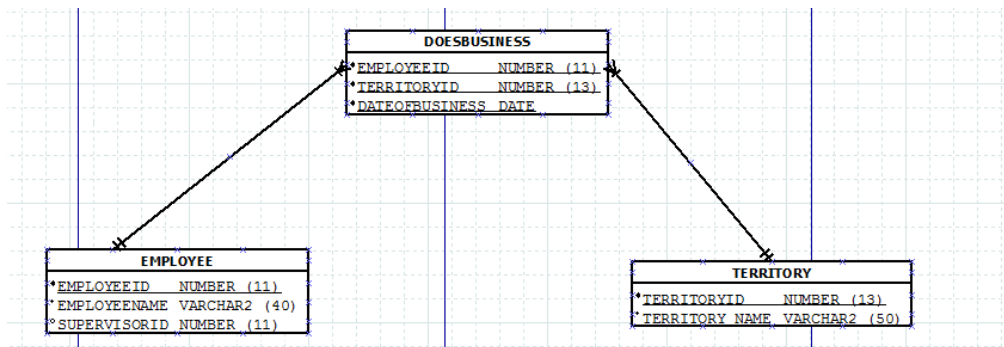 DOESBUSINESS
EMPLOYEEID NUMBER (11)
TERRITORYID NUMBER (13)
DATEOFBUSINESS DATE
EMPLOYEE
EMPLOYEEID NUMBER (11)
EMPLOYEENAME VARCHAR2 (40)
SUPERVISORID NUMBER (11)
TERRITORY
TERRITORYID NUMBER (13)
TERRITORY NAME VARCHAR2 (50)